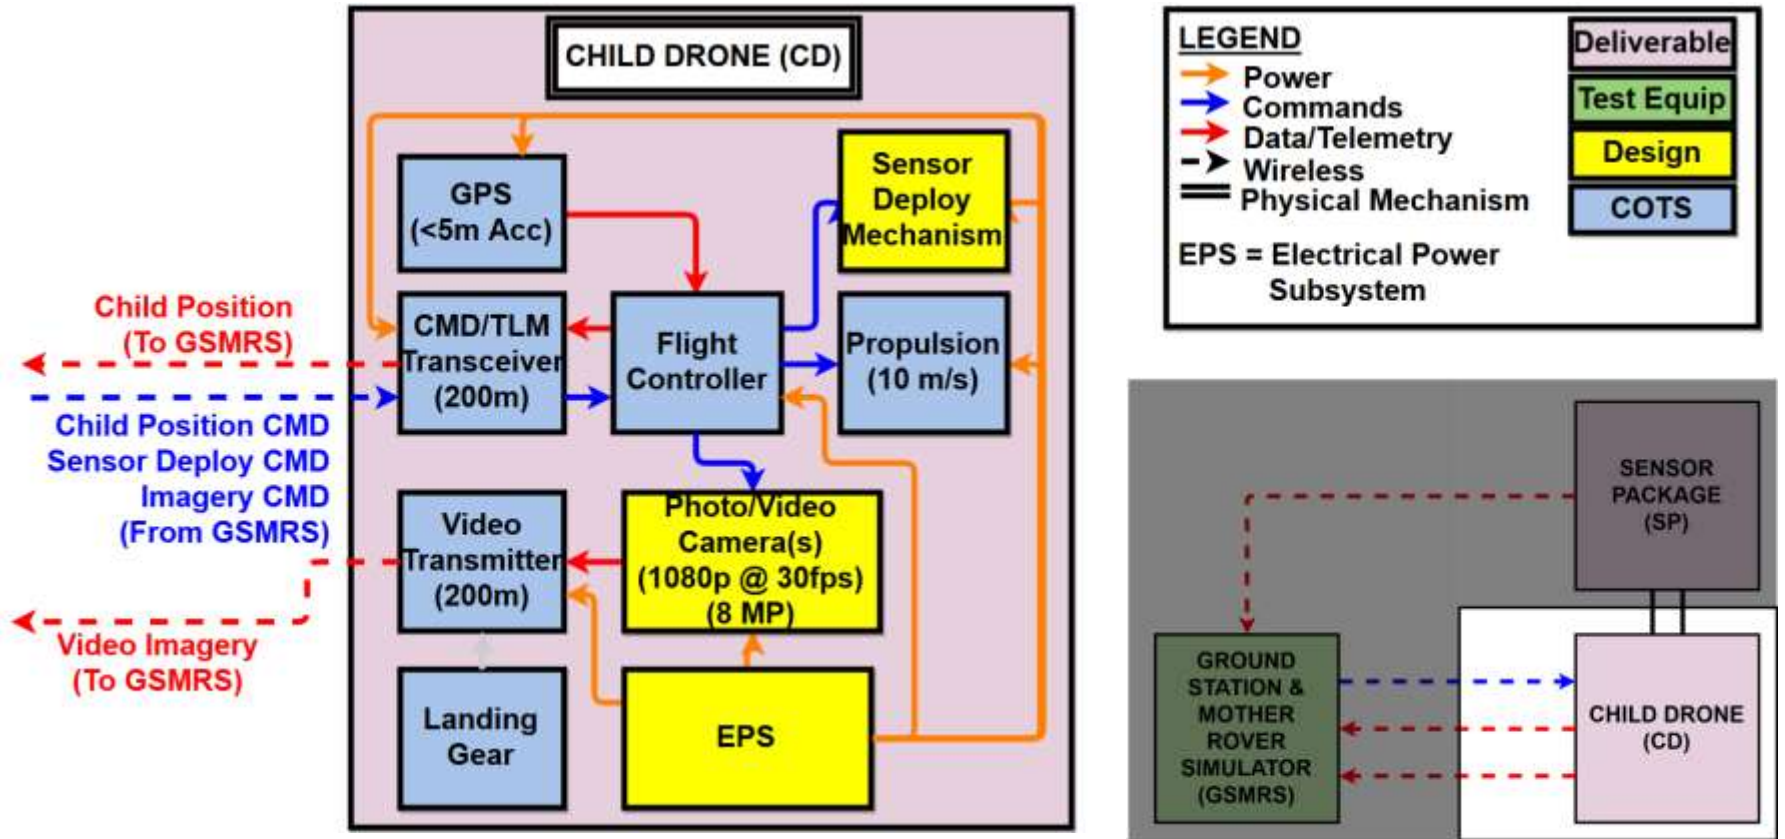 CHILD DRONE (CD)
GPS
(<5m Acc)
Sensor
Deploy
Mechanism
Child Position
(To GSMRS)
CMD/TLM
Transceiver
(200m)
Flight
Controller
Propulsion
(10 m/s)
Child Position CMD
Sensor Deploy CMD
Imagery CMD
(From GSMRS)
Video
Transmitter
(200m)
Photo/Video
Camera(s)
(1080p @ 30fps)
(8 MP)
Video Imagery
(To GSMRS)
Landing
Gear
EPS
LEGEND
Power
Commands
Data/Telemetry
Wireless
Physical Mechanism
EPS = Electrical Power
Subsystem
Deliverable
Test Equip
Design
COTS
SENSOR
PACKAGE
(SP)
GROUND
STATION &
MOTHER
ROVER
SIMULATOR
(GSMRS)
CHILD DRONE
(CD)